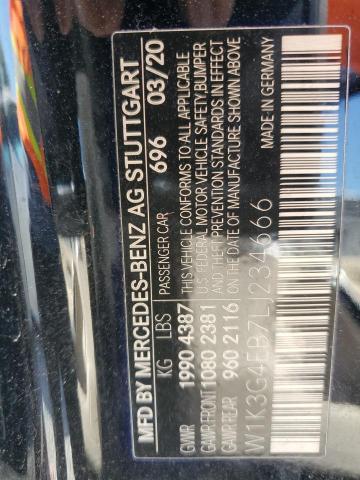 MFD BY MERCEDES-BENZ AG STUTTGART
KG LBS PASSENGER CAR 696 03/20
GVWR 1990 4387 THIS VEHICLE CONFORMS TO ALL APPLICABLE
GAWR FRONT 1080 2381 U.S. FEDERAL MOTOR VEHICLE SAFETY/BUMPER
GAWR REAR 960 2116 & THEFT PREVENTION STANDARDS IN EFFECT
ON THE DATE OF MANUFACTURE SHOWN ABOVE
W1K3G4EB7LJ234666 MADE IN GERMANY